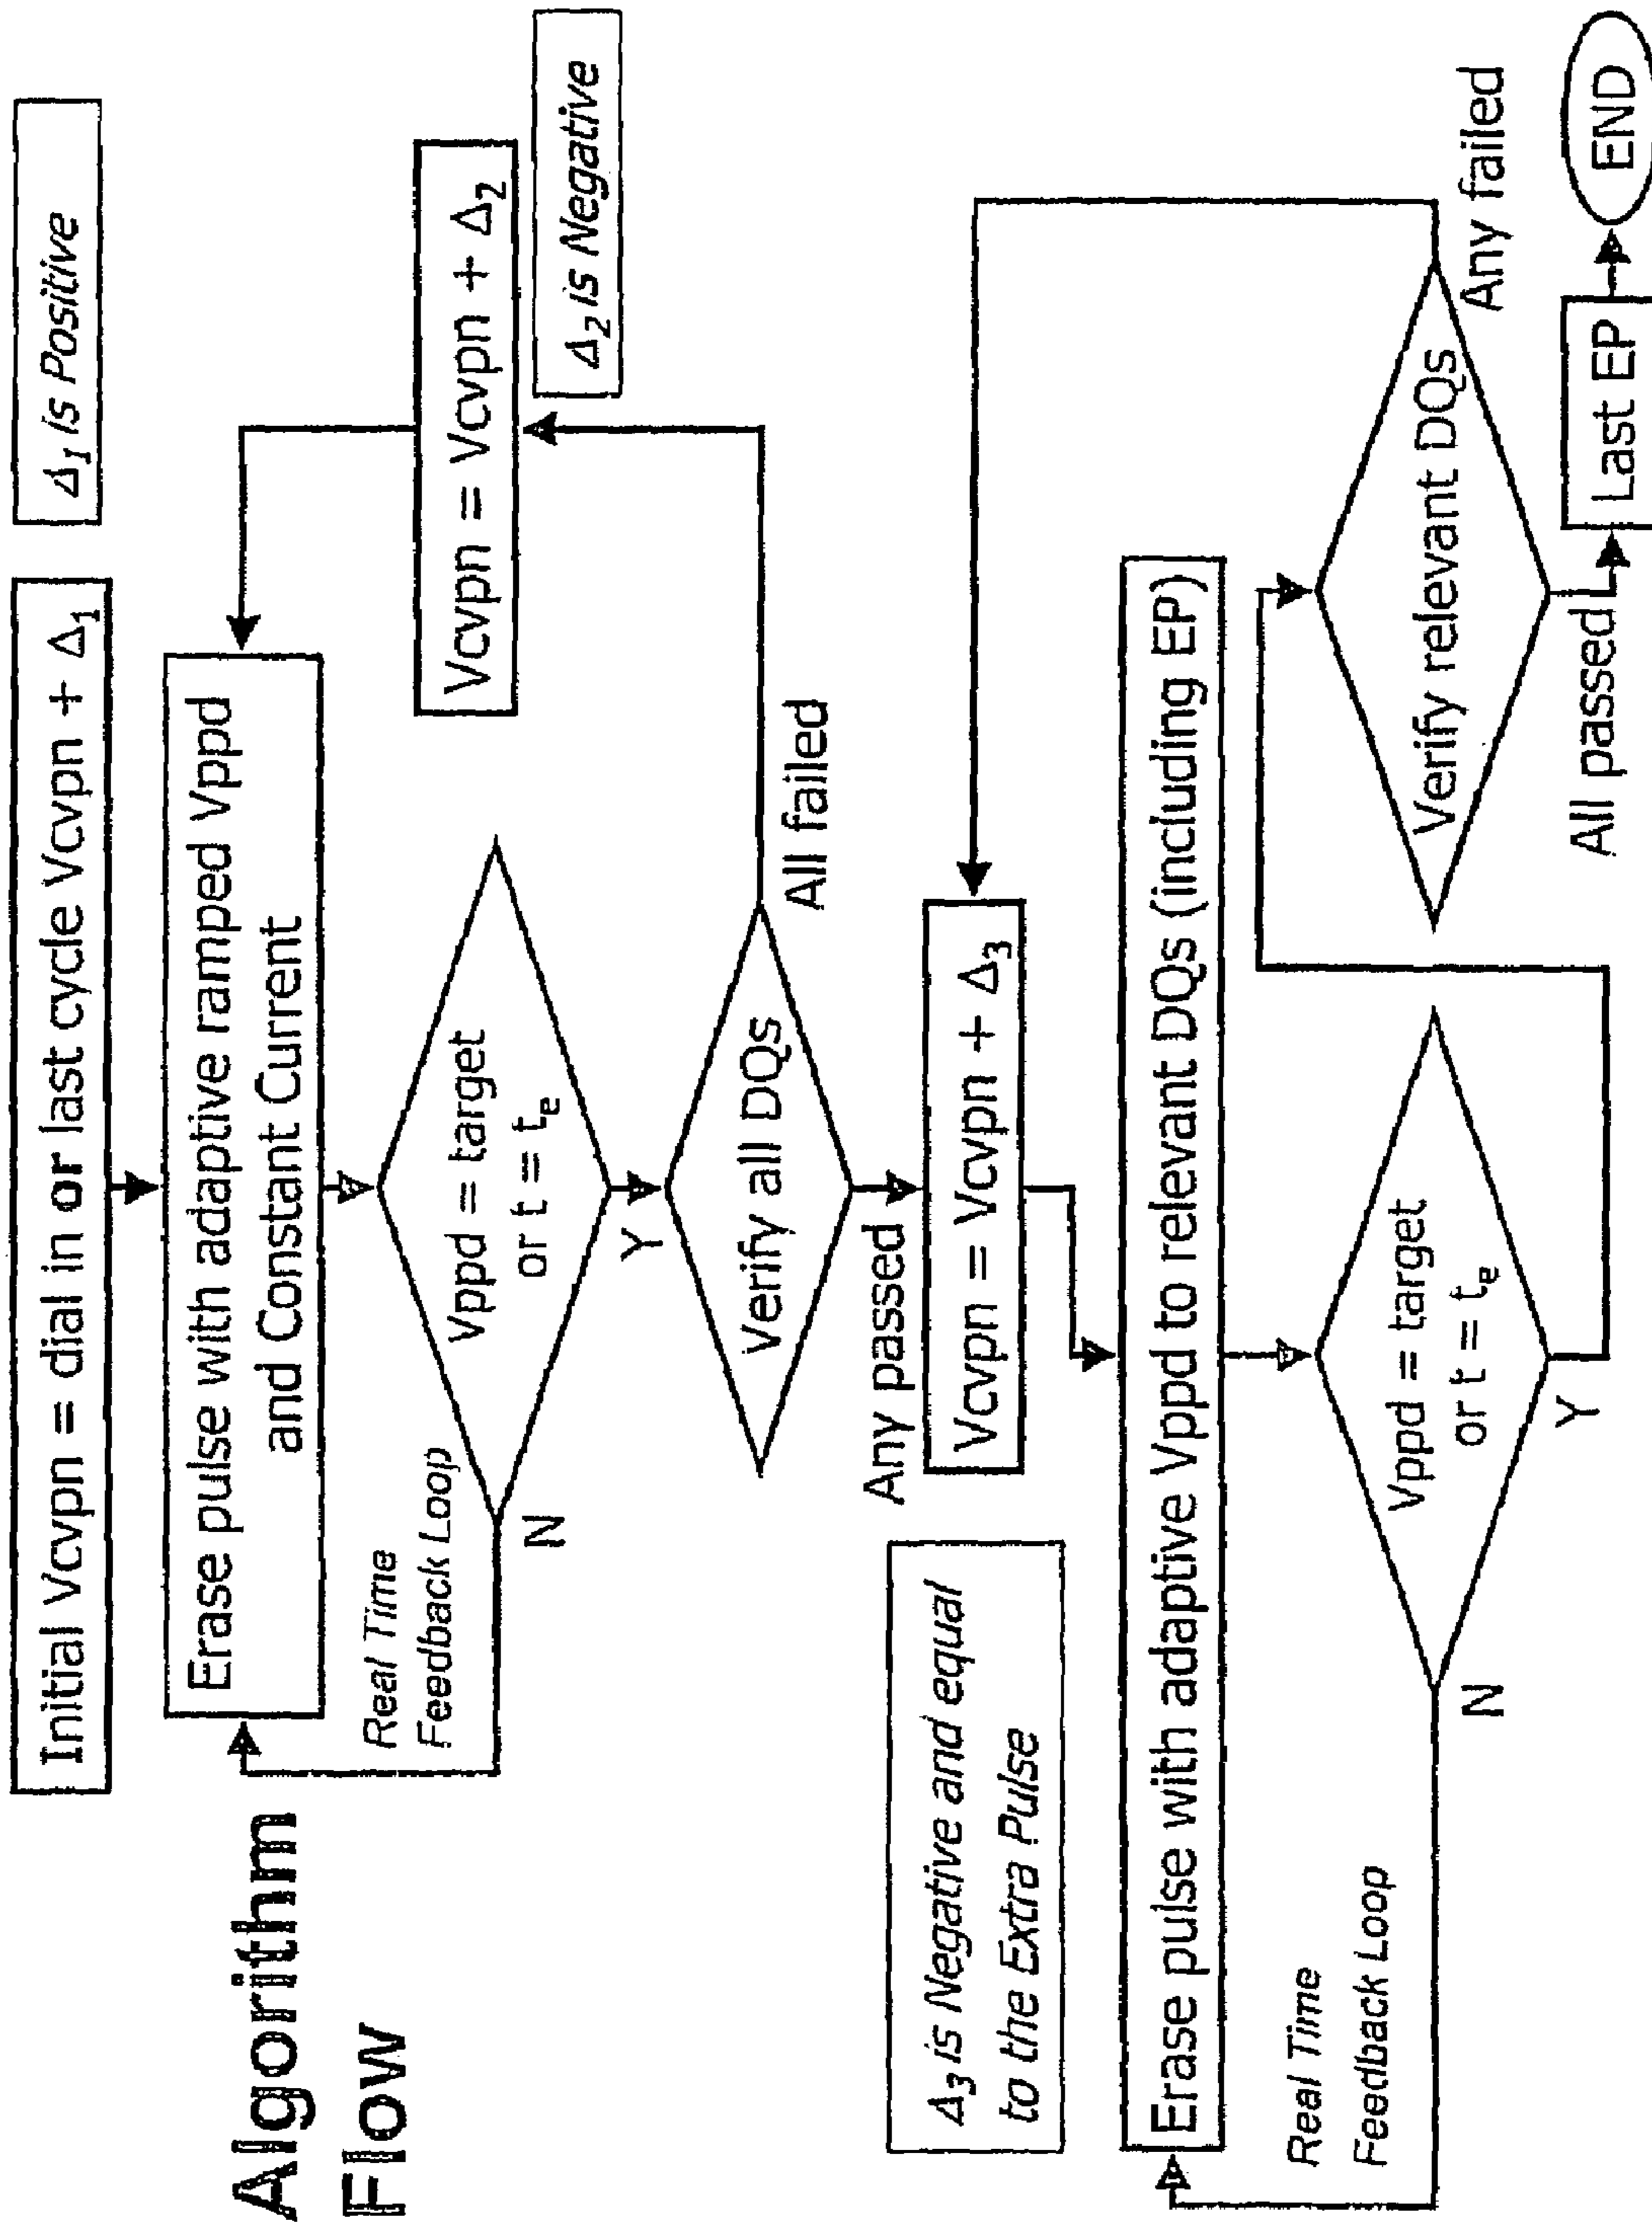 Algorithm
Flow
Initial Vcvpn = dial in or last cycle Vcvpn + Δ1
Δ1 is Positive
Erase pulse with adaptive ramped Vppd
and Constant Current
Real Time
Feedback Loop
Vppd = target
or t = te
N
Y
Vcvpn = Vcvpn + Δ2
Δ2 is Negative
Verify all DQs
All failed
Any passed
Δ3 is Negative and equal
to the Extra Pulse
Vcvpn = Vcvpn + Δ3
Erase pulse with adaptive Vppd to relevant DQs (including EP)
Real Time
Feedback Loop
Vppd = target
or t = te
N
Y
Verify relevant DQs
Any failed
All passed
Last EP
END